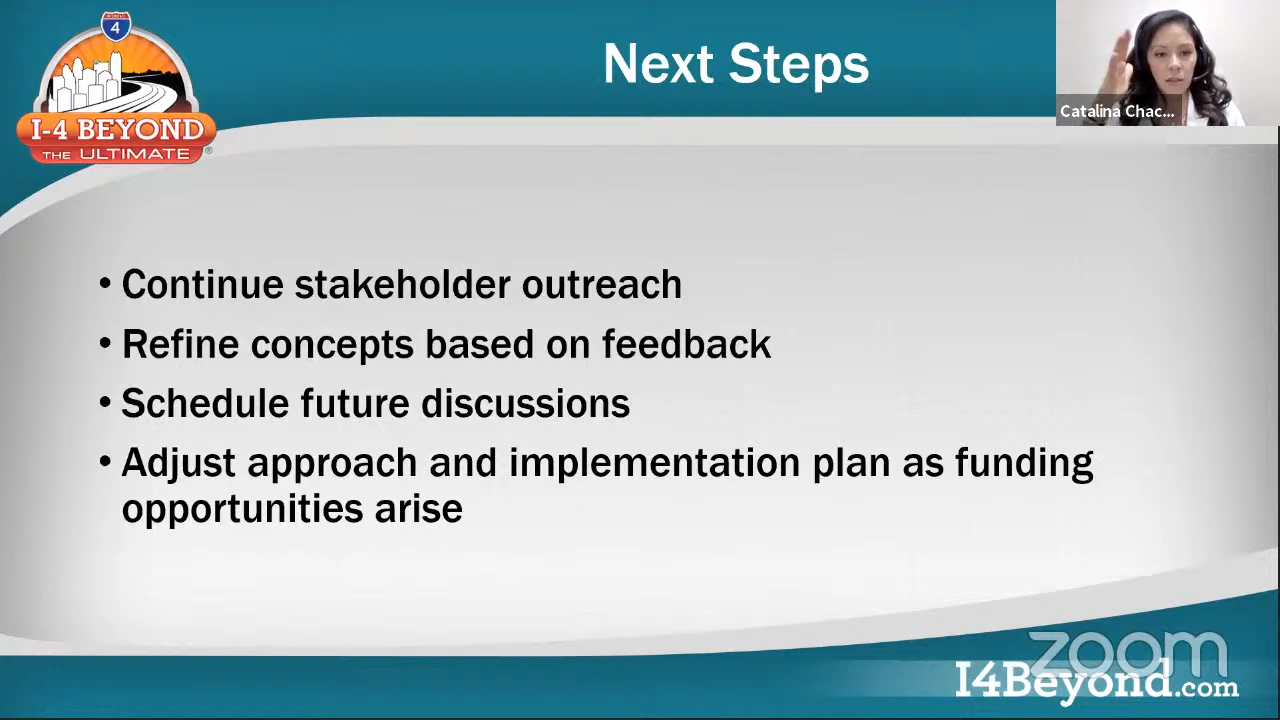 4
I-4 BEYOND
THE ULTIMATE®
Next Steps
Catalina Chac...
• Continue stakeholder outreach
• Refine concepts based on feedback
• Schedule future discussions
• Adjust approach and implementation plan as funding
opportunities arise
zoom
I4Beyond.com